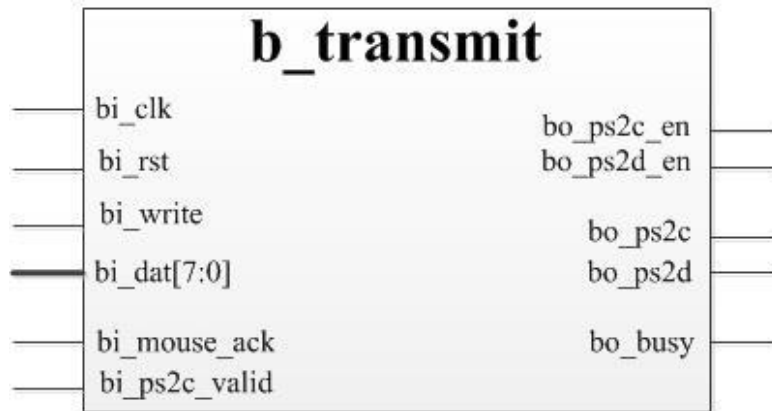 b_transmit
bi_clk
bi_rst
bi_write
bi_dat[7:0]
bi_mouse_ack
bi_ps2c_valid
bo_ps2c_en
bo_ps2d_en
bo_ps2c
bo_ps2d
bo_busy